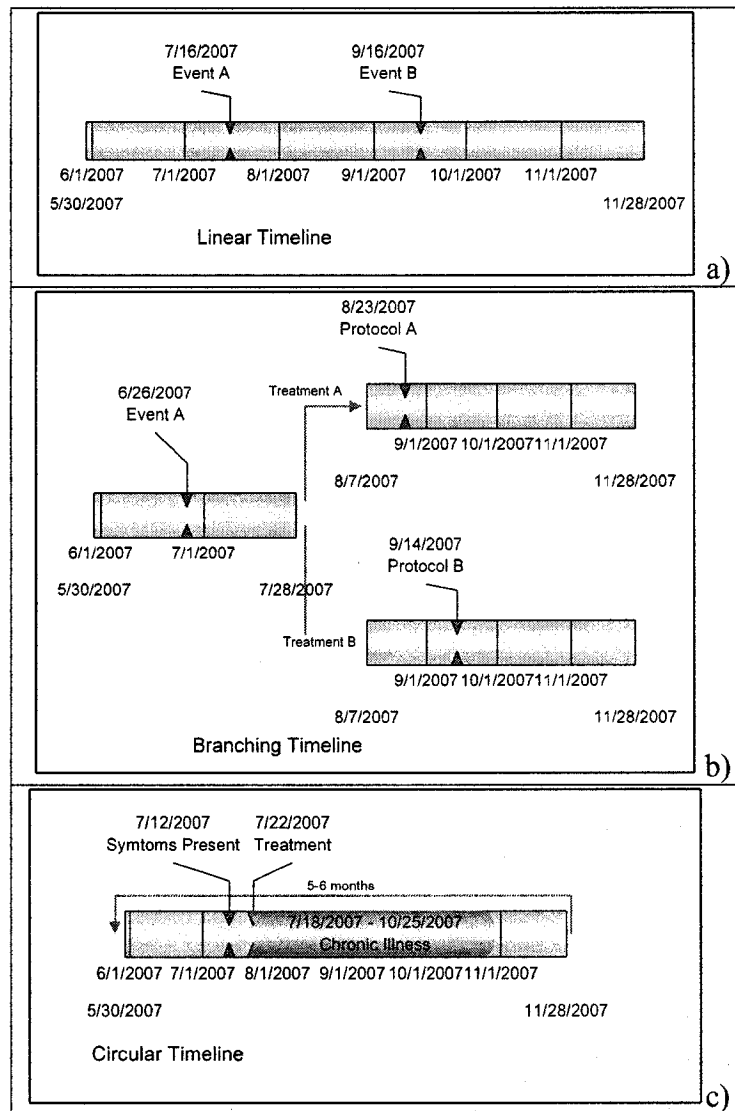 7/16/2007 9/16/2007
Event A Event B
6/1/2007 7/1/2007 8/1/2007 9/1/2007 10/1/2007 11/1/2007
5/30/2007 11/28/2007
Linear Timeline
a)
8/23/2007
Protocol A
6/26/2007
Event A
Treatment A
9/1/2007 10/1/2007 11/1/2007
8/7/2007 11/28/2007
6/1/2007 7/1/2007
5/30/2007 7/28/2007
9/14/2007
Protocol B
Treatment B
9/1/2007 10/1/2007 11/1/2007
8/7/2007 11/28/2007
Branching Timeline
b)
7/12/2007 7/22/2007
Symtoms Present Treatment
5-6 months
7/18/2007 - 10/25/2007
Chronic Illness
6/1/2007 7/1/2007 8/1/2007 9/1/2007 10/1/2007 11/1/2007
5/30/2007 11/28/2007
Circular Timeline
c)